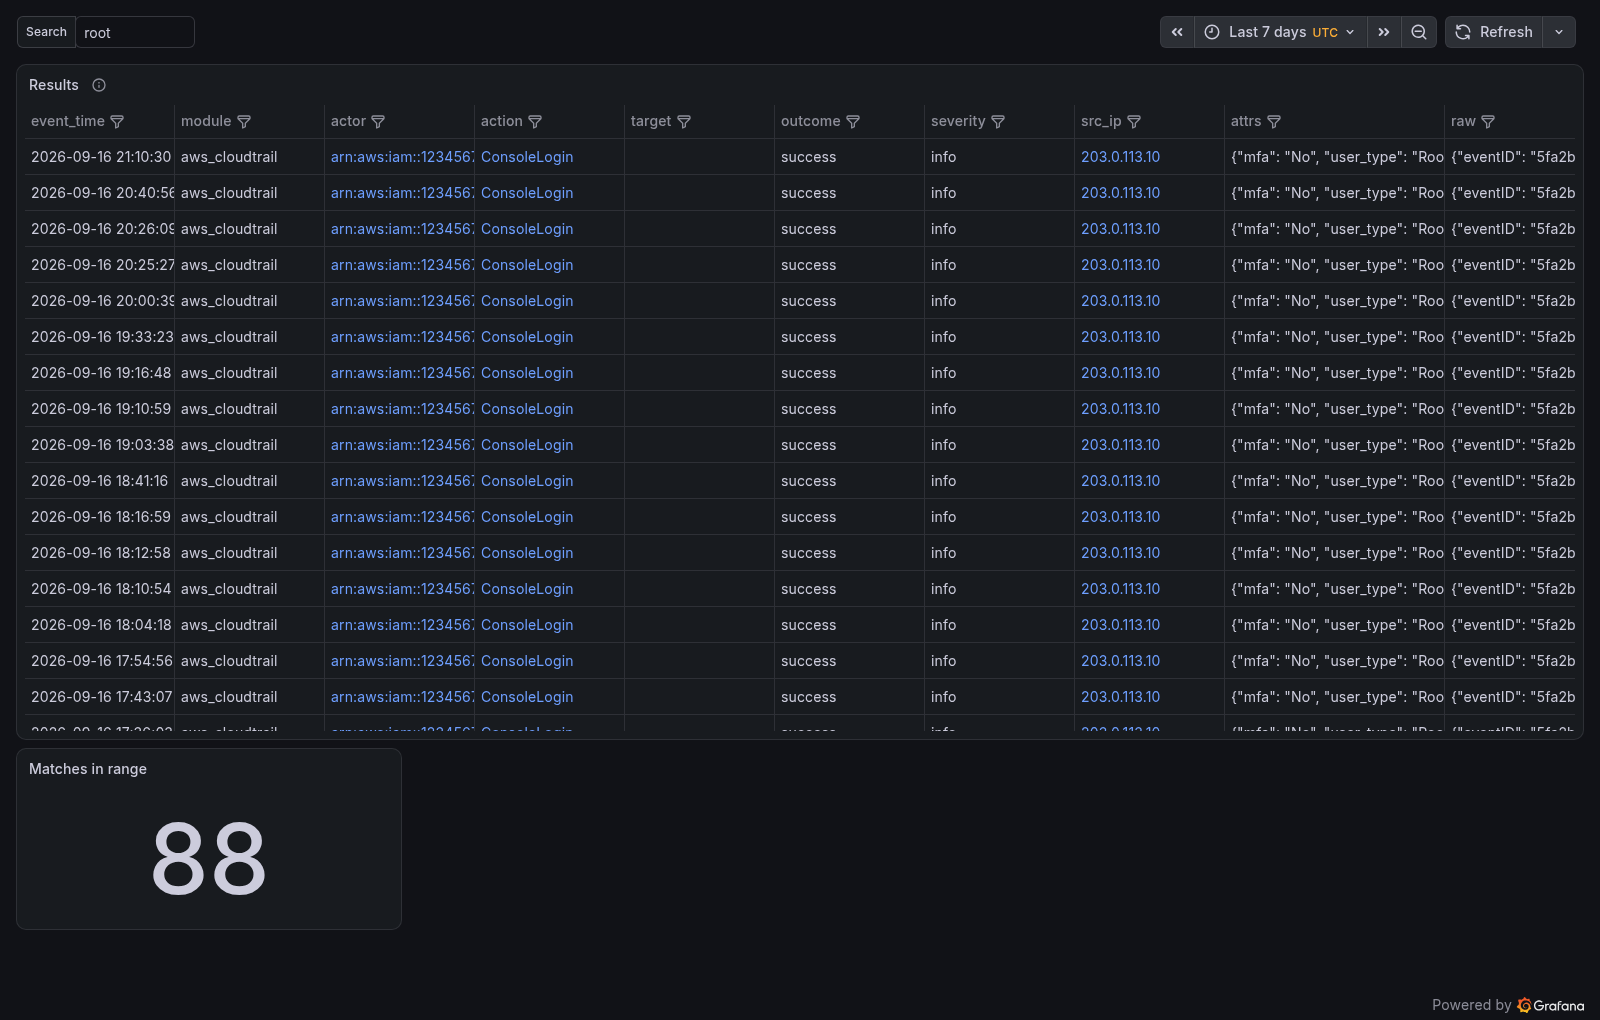 Search root
Last 7 days UTC
Refresh
Results
event_time module actor action target outcome severity src_ip attrs raw
2026-09-16 21:10:30 aws_cloudtrail arn:aws:iam::1234567 ConsoleLogin success info 203.0.113.10 {"mfa": "No", "user_type": "Roo {"eventID": "5fa2b
2026-09-16 20:40:56 aws_cloudtrail arn:aws:iam::1234567 ConsoleLogin success info 203.0.113.10 {"mfa": "No", "user_type": "Roo {"eventID": "5fa2b
2026-09-16 20:26:09 aws_cloudtrail arn:aws:iam::1234567 ConsoleLogin success info 203.0.113.10 {"mfa": "No", "user_type": "Roo {"eventID": "5fa2b
2026-09-16 20:25:27 aws_cloudtrail arn:aws:iam::1234567 ConsoleLogin success info 203.0.113.10 {"mfa": "No", "user_type": "Roo {"eventID": "5fa2b
2026-09-16 20:00:39 aws_cloudtrail arn:aws:iam::1234567 ConsoleLogin success info 203.0.113.10 {"mfa": "No", "user_type": "Roo {"eventID": "5fa2b
2026-09-16 19:33:23 aws_cloudtrail arn:aws:iam::1234567 ConsoleLogin success info 203.0.113.10 {"mfa": "No", "user_type": "Roo {"eventID": "5fa2b
2026-09-16 19:16:48 aws_cloudtrail arn:aws:iam::1234567 ConsoleLogin success info 203.0.113.10 {"mfa": "No", "user_type": "Roo {"eventID": "5fa2b
2026-09-16 19:10:59 aws_cloudtrail arn:aws:iam::1234567 ConsoleLogin success info 203.0.113.10 {"mfa": "No", "user_type": "Roo {"eventID": "5fa2b
2026-09-16 19:03:38 aws_cloudtrail arn:aws:iam::1234567 ConsoleLogin success info 203.0.113.10 {"mfa": "No", "user_type": "Roo {"eventID": "5fa2b
2026-09-16 18:41:16 aws_cloudtrail arn:aws:iam::1234567 ConsoleLogin success info 203.0.113.10 {"mfa": "No", "user_type": "Roo {"eventID": "5fa2b
2026-09-16 18:16:59 aws_cloudtrail arn:aws:iam::1234567 ConsoleLogin success info 203.0.113.10 {"mfa": "No", "user_type": "Roo {"eventID": "5fa2b
2026-09-16 18:12:58 aws_cloudtrail arn:aws:iam::1234567 ConsoleLogin success info 203.0.113.10 {"mfa": "No", "user_type": "Roo {"eventID": "5fa2b
2026-09-16 18:10:54 aws_cloudtrail arn:aws:iam::1234567 ConsoleLogin success info 203.0.113.10 {"mfa": "No", "user_type": "Roo {"eventID": "5fa2b
2026-09-16 18:04:18 aws_cloudtrail arn:aws:iam::1234567 ConsoleLogin success info 203.0.113.10 {"mfa": "No", "user_type": "Roo {"eventID": "5fa2b
2026-09-16 17:54:56 aws_cloudtrail arn:aws:iam::1234567 ConsoleLogin success info 203.0.113.10 {"mfa": "No", "user_type": "Roo {"eventID": "5fa2b
2026-09-16 17:43:07 aws_cloudtrail arn:aws:iam::1234567 ConsoleLogin success info 203.0.113.10 {"mfa": "No", "user_type": "Roo {"eventID": "5fa2b
Matches in range
88
Powered by Grafana